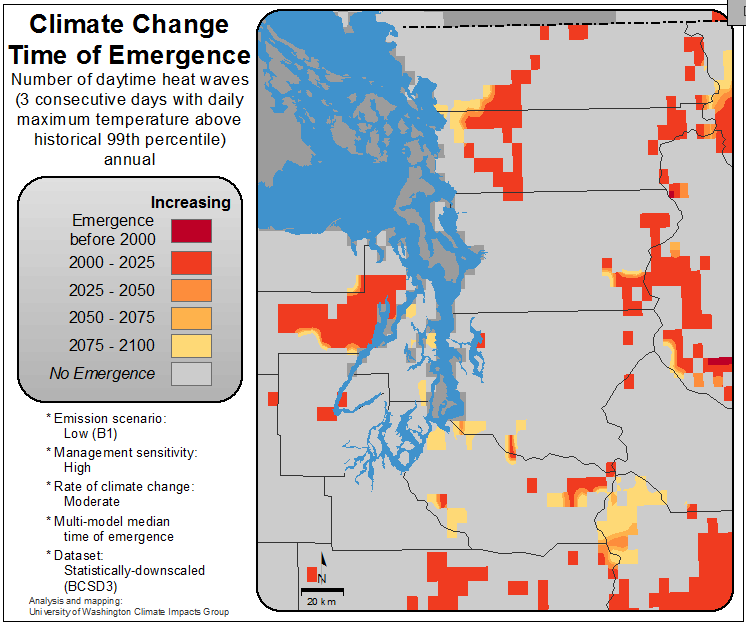 Climate Change
Time of Emergence
Number of daytime heat waves
(3 consecutive days with daily
maximum temperature above
historical 99th percentile)
annual
Increasing
Emergence
before 2000
2000 - 2025
2025 - 2050
2050 - 2075
2075 - 2100
No Emergence
* Emission scenario:
Low (B1)
* Management sensitivity:
High
* Rate of climate change:
Moderate
* Multi-model median
time of emergence
* Dataset:
Statistically-downscaled
(BCSD3)
Analysis and mapping:
University of Washington Climate Impacts Group
N
20 km